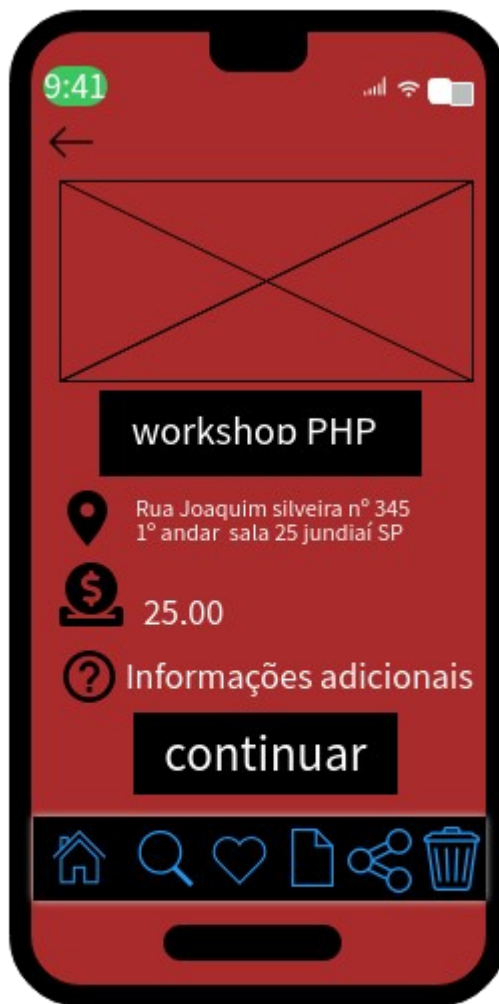 9:41
workshop PHP
Rua Joaquim silveira nº 345
1º andar sala 25 jundiaí SP
$
25.00
? Informações adicionais
continuar